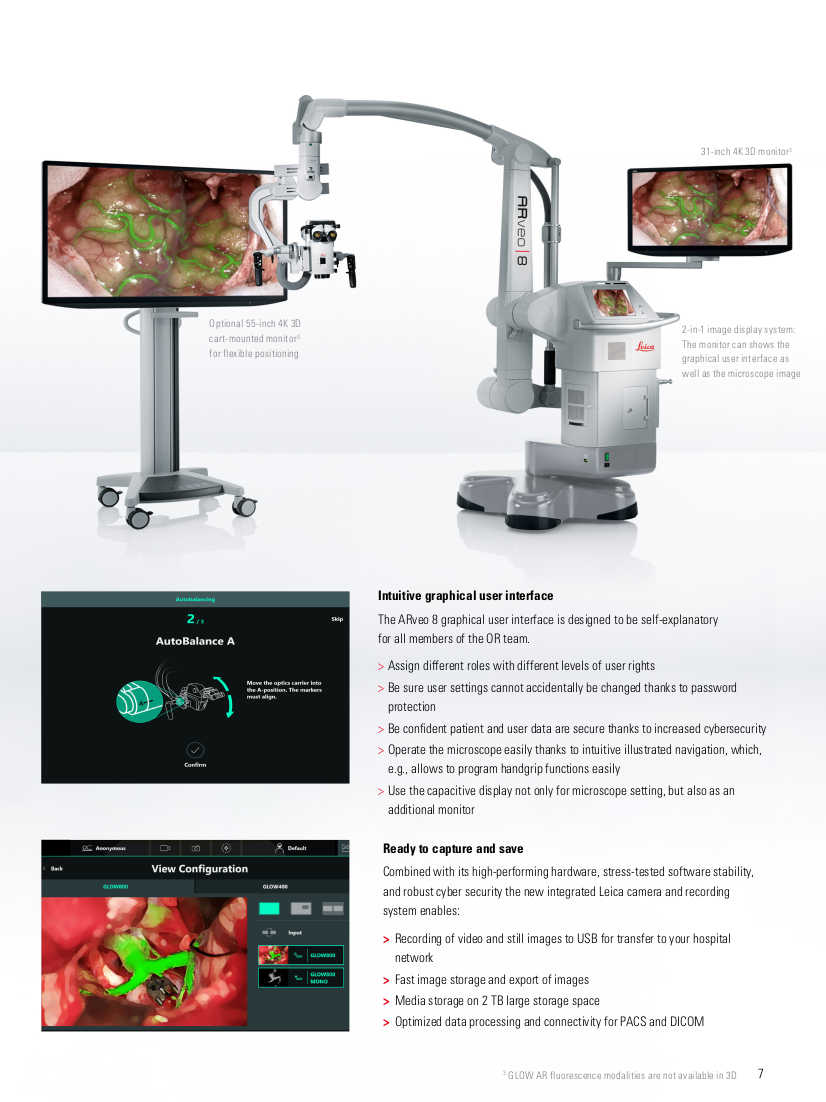 31-inch 4K 3D monitor¹
ARveo | 8
Optional 55-inch 4K 3D
cart-mounted monitor¹
for flexible positioning
Leica
2-in-1 image display system:
The monitor can shows the
graphical user interface as
well as the microscope image
Autobalancing
2 / 3
Skip
AutoBalance A
Move the optics carrier into
the A-position. The markers
must align.
Confirm
Intuitive graphical user interface
The ARveo 8 graphical user interface is designed to be self-explanatory
for all members of the OR team.
> Assign different roles with different levels of user rights
> Be sure user settings cannot accidentally be changed thanks to password
protection
> Be confident patient and user data are secure thanks to increased cybersecurity
> Operate the microscope easily thanks to intuitive illustrated navigation, which,
e.g., allows to program handgrip functions easily
> Use the capacitive display not only for microscope setting, but also as an
additional monitor
Anonymous
Default
Back
View Configuration
GLOW800
GLOW400
Input
GLOW800
GLOW800
MONO
Ready to capture and save
Combined with its high-performing hardware, stress-tested software stability,
and robust cyber security the new integrated Leica camera and recording
system enables:
> Recording of video and still images to USB for transfer to your hospital
network
> Fast image storage and export of images
> Media storage on 2 TB large storage space
> Optimized data processing and connectivity for PACS and DICOM
GLOW AR fluorescence modalities are not available in 3D
7